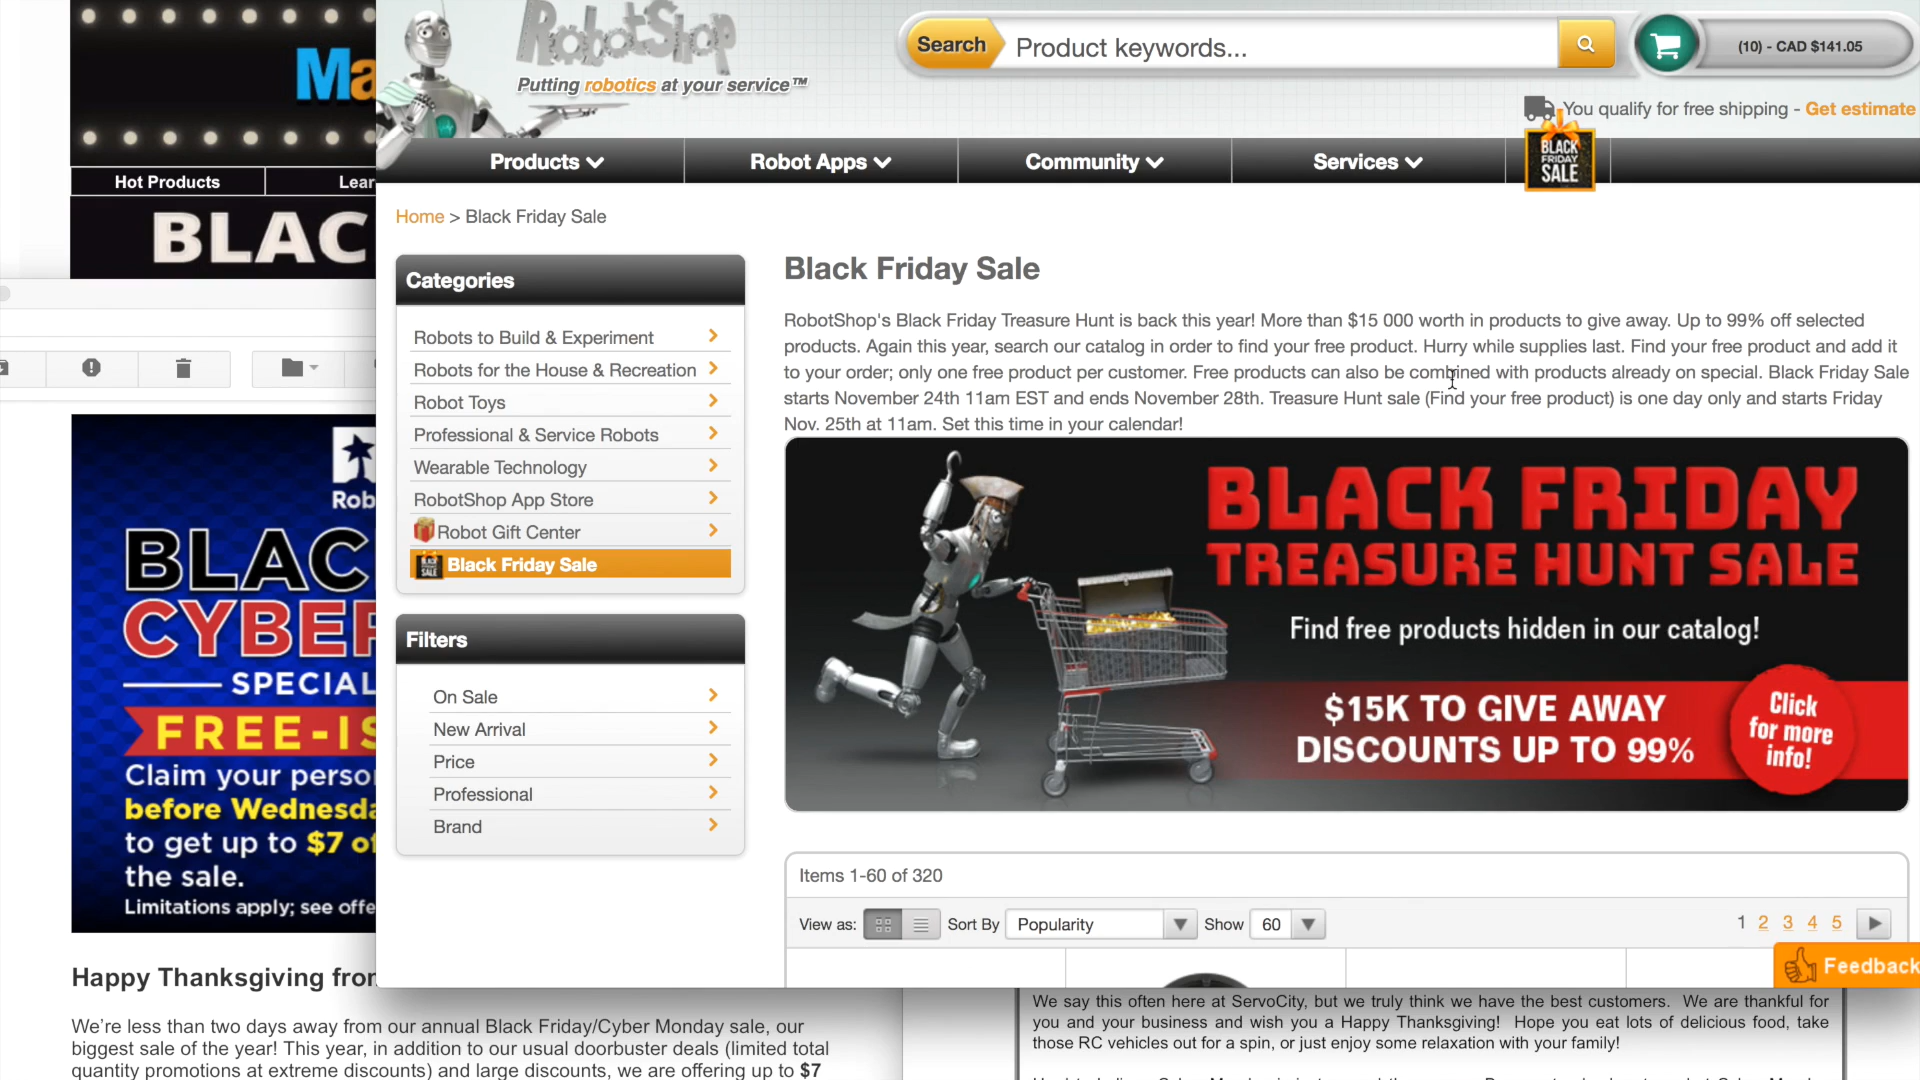 RobotShop
Putting robotics at your service™
Search
Product keywords...
(10) - CAD $141.05
You qualify for free shipping - Get estimate
Products
Robot Apps
Community
Services
BLACK
FRIDAY
SALE
Home > Black Friday Sale
Categories
Robots to Build & Experiment
Robots for the House & Recreation
Robot Toys
Professional & Service Robots
Wearable Technology
RobotShop App Store
Robot Gift Center
Black Friday Sale
Filters
On Sale
New Arrival
Price
Professional
Brand
Black Friday Sale
RobotShop's Black Friday Treasure Hunt is back this year! More than $15 000 worth in products to give away. Up to 99% off selected
products. Again this year, search our catalog in order to find your free product. Hurry while supplies last. Find your free product and add it
to your order; only one free product per customer. Free products can also be combined with products already on special. Black Friday Sale
starts November 24th 11am EST and ends November 28th. Treasure Hunt sale (Find your free product) is one day only and starts Friday
Nov. 25th at 11am. Set this time in your calendar!
BLACK FRIDAY
TREASURE HUNT SALE
Find free products hidden in our catalog!
$15K TO GIVE AWAY
DISCOUNTS UP TO 99%
Click
for more
info!
Items 1-60 of 320
View as:
Sort By
Popularity
Show
60
1 2 3 4 5
Feedback
Ma
Hot Products
Lear
BLAC
Rob
BLAC
CYBER
SPECIAL
FREE-IS
Claim your perso
before Wednesda
to get up to $7 of
the sale.
Limitations apply; see offe
Happy Thanksgiving from
We're less than two days away from our annual Black Friday/Cyber Monday sale, our
biggest sale of the year! This year, in addition to our usual doorbuster deals (limited total
quantity promotions at extreme discounts) and large discounts, we are offering up to $7
We say this often here at ServoCity, but we truly think we have the best customers. We are thankful for
you and your business and wish you a Happy Thanksgiving! Hope you eat lots of delicious food, take
those RC vehicles out for a spin, or just enjoy some relaxation with your family!